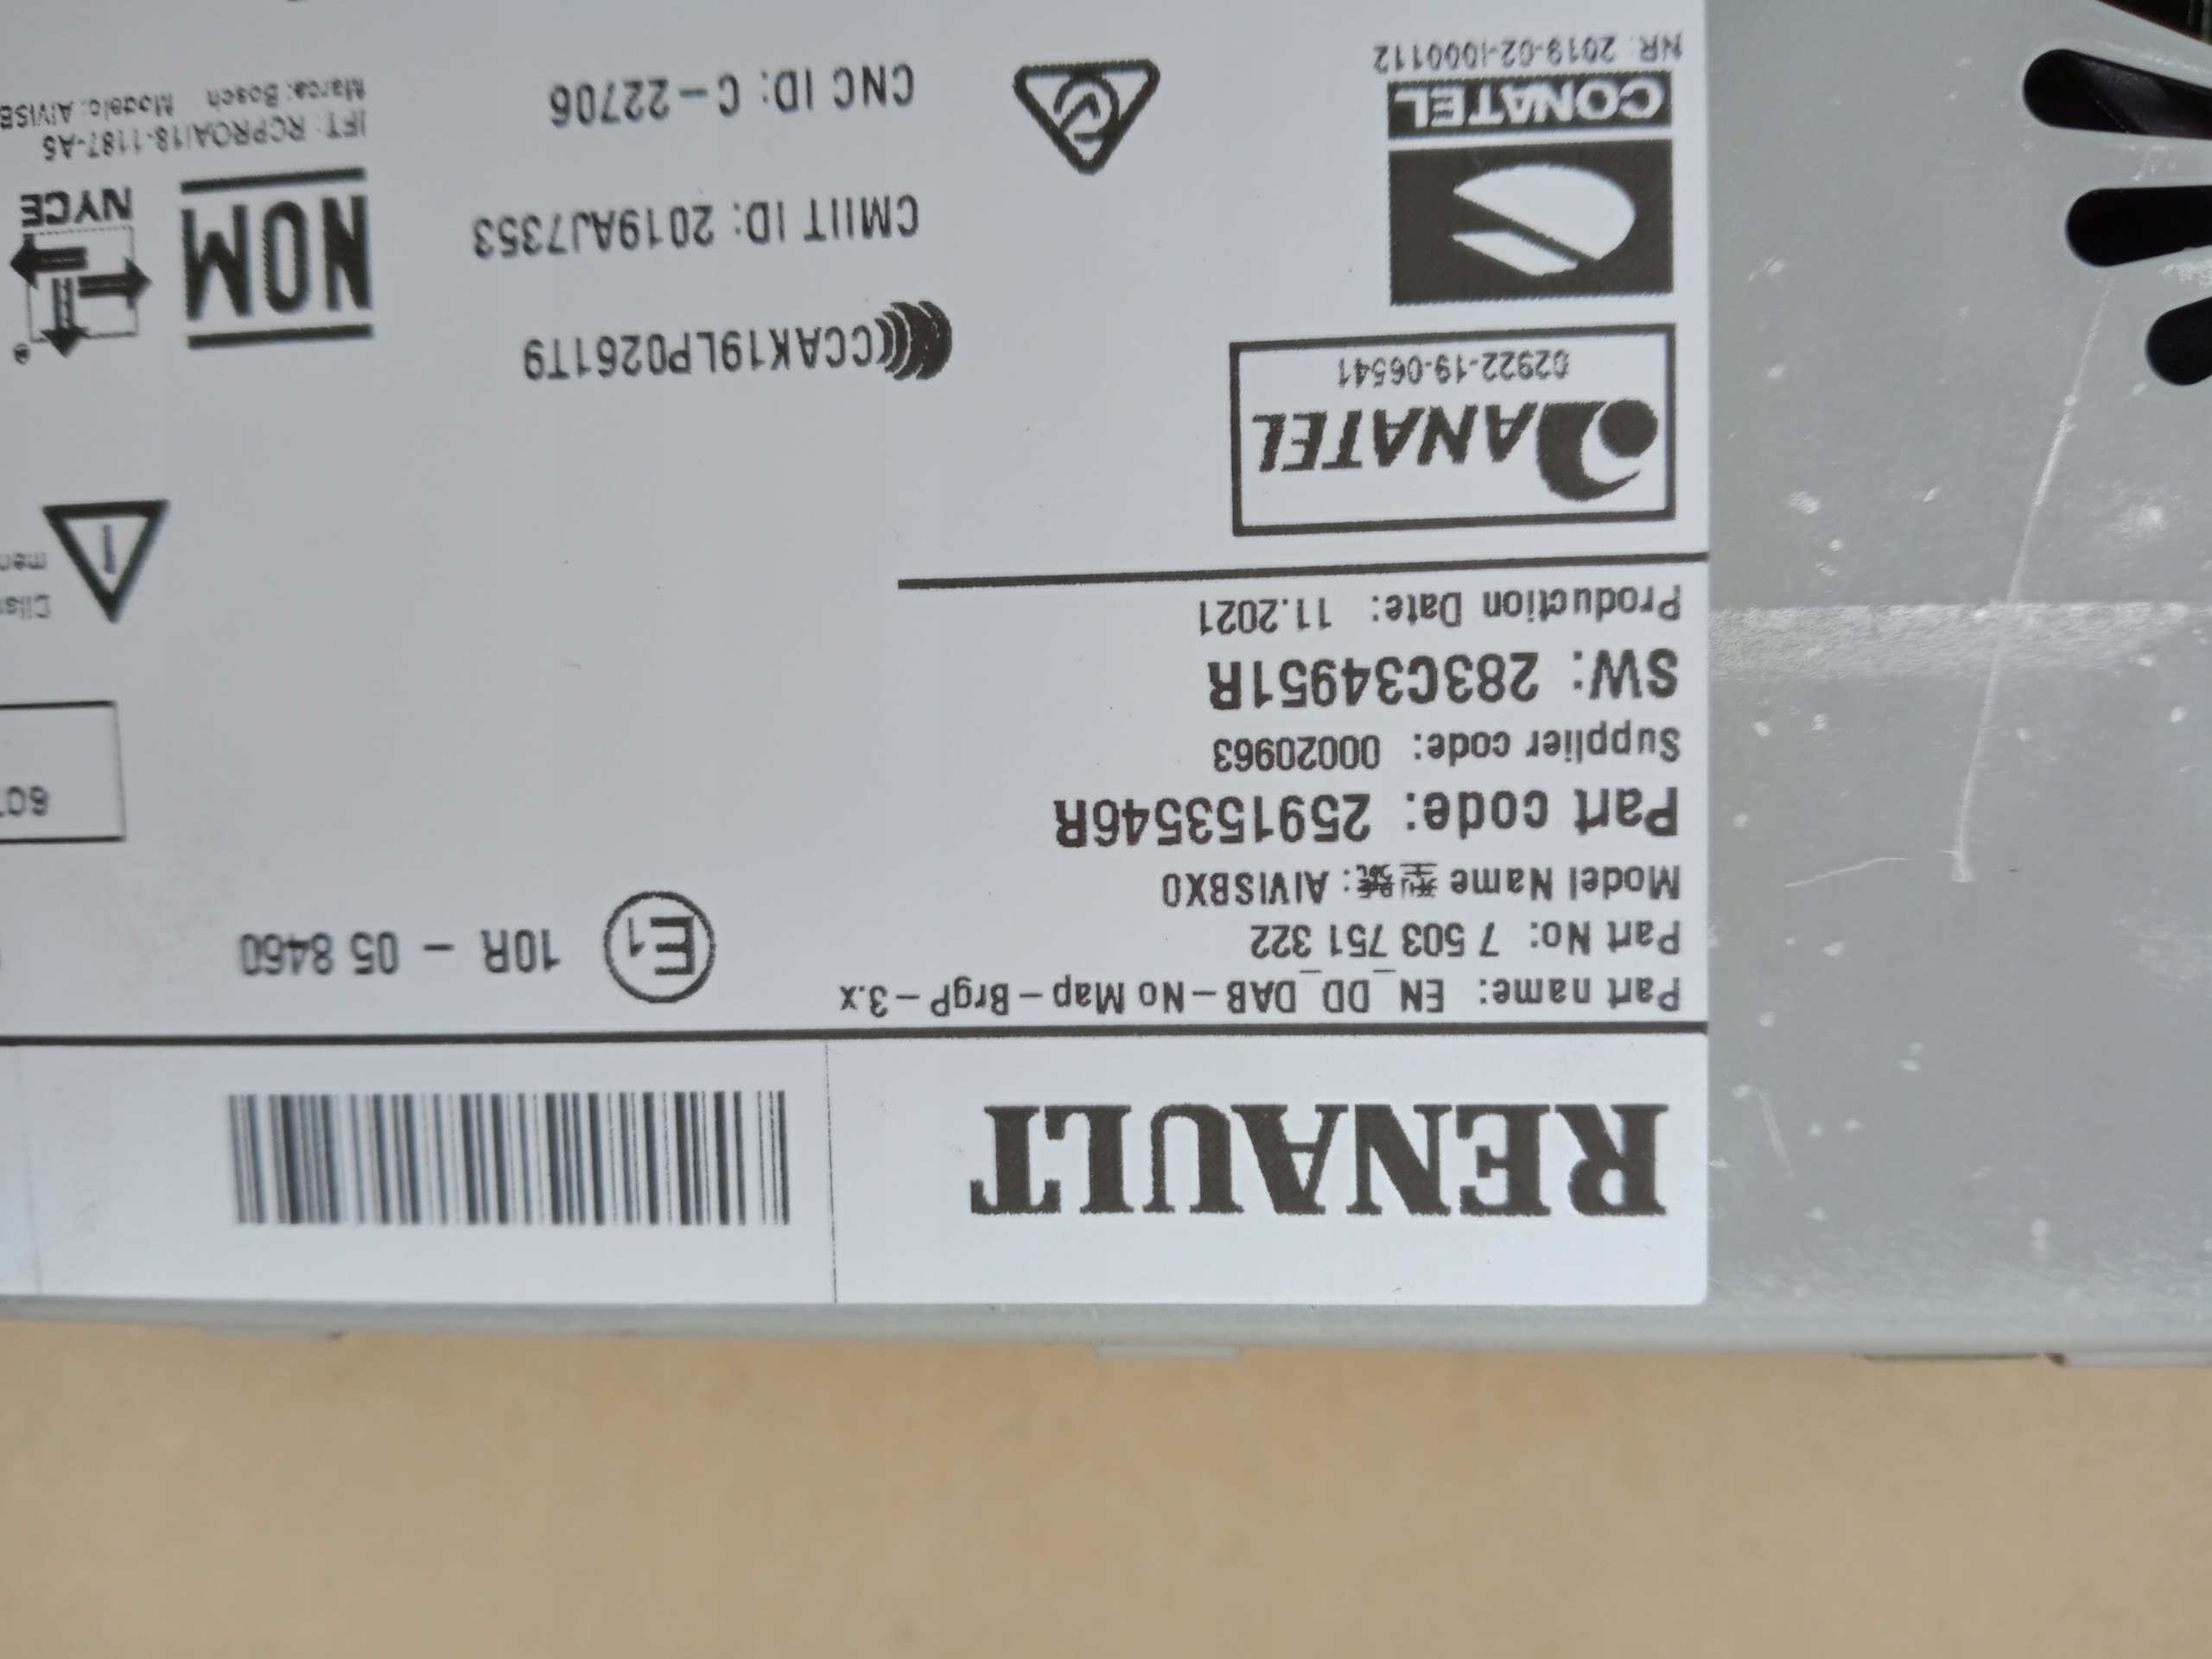 RENAULT
Part name: EN_DD_DAB-No Map-BrgP-3.x
Part No: 7 503 751 322
Model Name 型號: AIVISBX0
Part code: 259153546R
Supplier code: 00020963
SW: 283C34951R
Production Date: 11.2021
E1 10R - 05 8460
ANATEL
02922-19-06541
CONATEL
NR: 2019-02-I000112
CCAK19LP0261T9
CMIIT ID: 2019AJ7353
CNC ID: C-22706
NOM
NYCE
IFT: RCPROAI18-1187-A5
Marca: Bosch Modelo: AIVISB